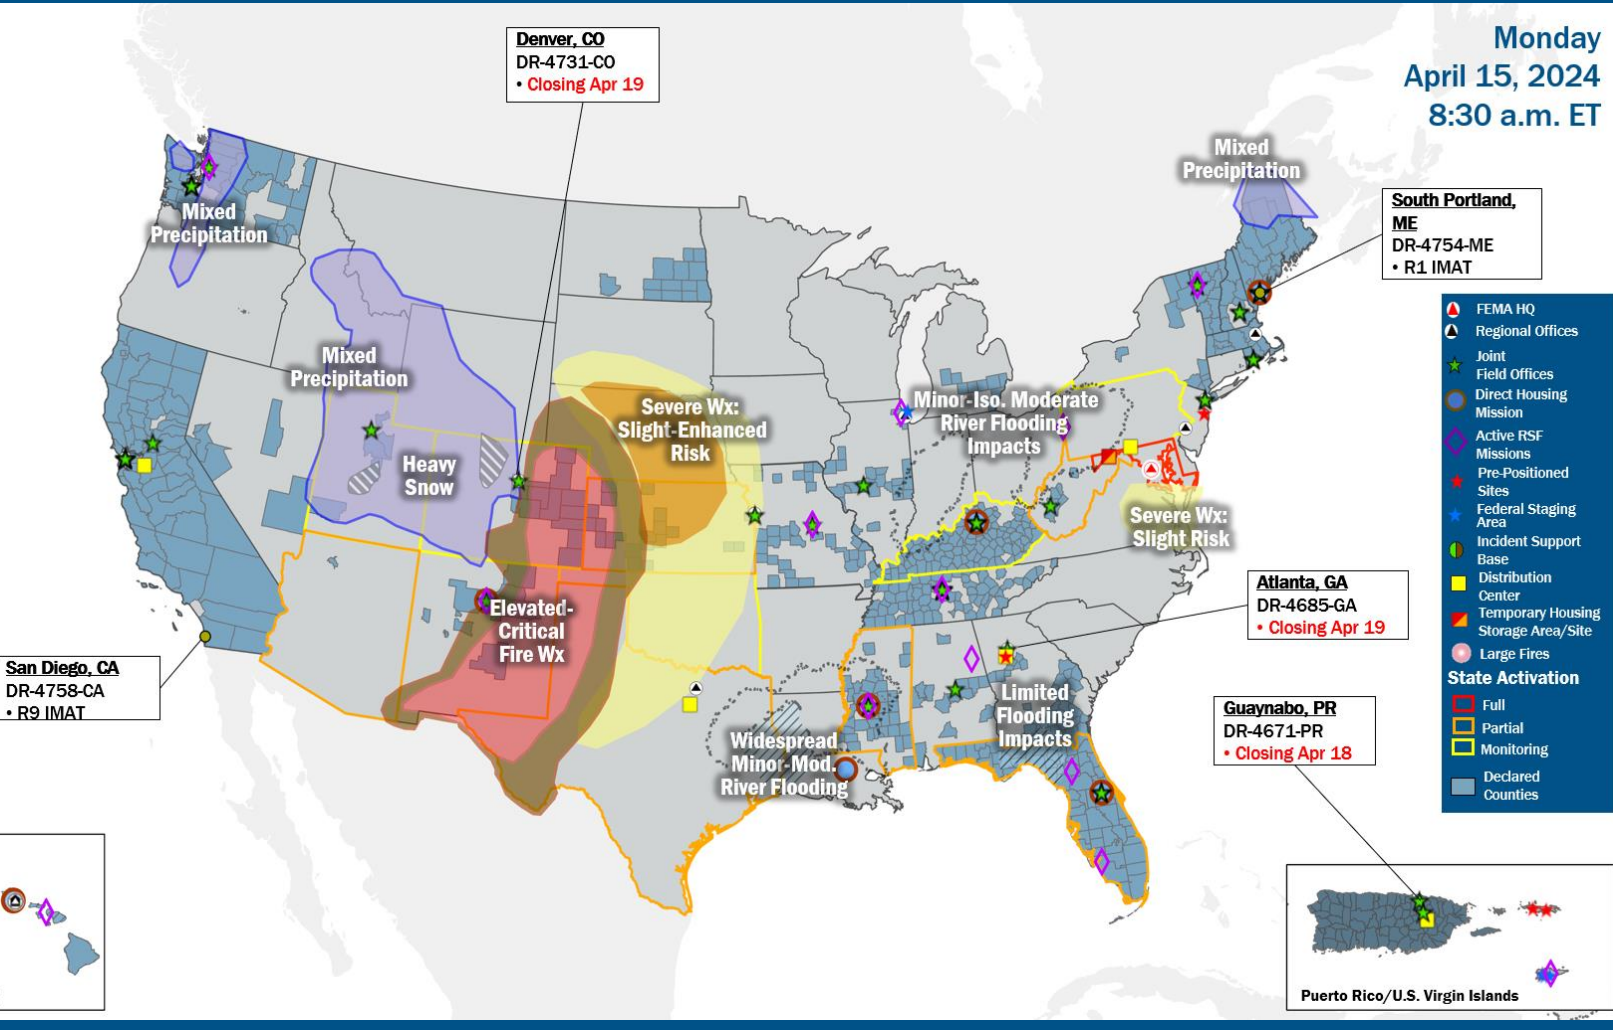 Monday
April 15, 2024
8:30 a.m. ET
Denver, CO
DR-4731-CO
• Closing Apr 19
Mixed
Precipitation
South Portland,
ME
DR-4754-ME
• R1 IMAT
Mixed
Precipitation
Mixed
Precipitation
Heavy
Snow
Severe Wx:
Slight-Enhanced
Risk
Minor-Iso. Moderate
River Flooding
Impacts
Severe Wx:
Slight Risk
Elevated-
Critical
Fire Wx
Atlanta, GA
DR-4685-GA
• Closing Apr 19
San Diego, CA
DR-4758-CA
• R9 IMAT
Limited
Flooding
Impacts
Widespread
Minor-Mod.
River Flooding
Guaynabo, PR
DR-4671-PR
• Closing Apr 18
Puerto Rico/U.S. Virgin Islands
FEMA HQ
Regional Offices
Joint
Field Offices
Direct Housing
Mission
Active RSF
Missions
Pre-Positioned
Sites
Federal Staging
Area
Incident Support
Base
Distribution
Center
Temporary Housing
Storage Area/Site
Large Fires
State Activation
Full
Partial
Monitoring
Declared
Counties